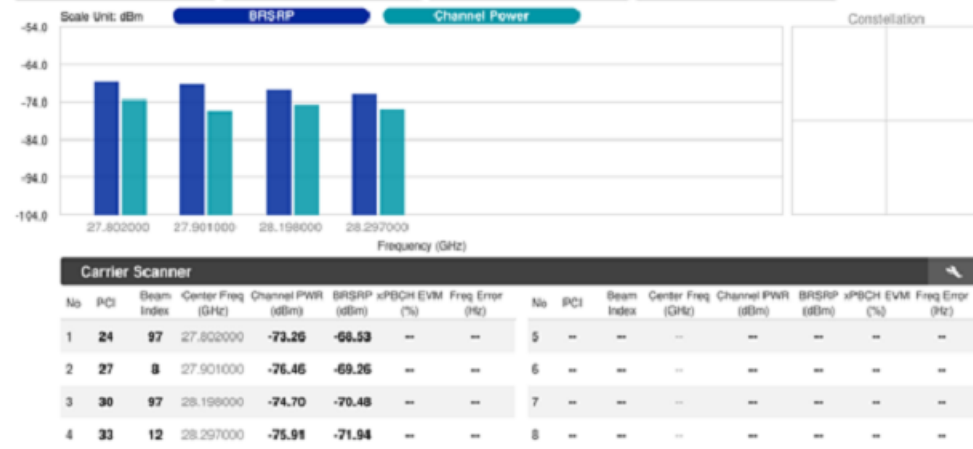 Scale Unit: dBm BRSRP Channel Power Constellation
-54.0
-64.0
-74.0
-84.0
-94.0
-104.0
27.802000 27.901000 28.198000 28.297000
Frequency (GHz)
Carrier Scanner
No PCI Beam Index Center Freq (GHz) Channel PWR (dBm) BRSRP (dBm) xPBCH EVM (%) Freq Error (Hz) No PCI Beam Index Center Freq (GHz) Channel PWR (dBm) BRSRP (dBm) xPBCH EVM (%) Freq Error (Hz)
1 24 97 27.802000 -73.26 -68.53 -- -- 5 -- -- -- -- -- -- --
2 27 8 27.901000 -76.46 -69.26 -- -- 6 -- -- -- -- -- -- --
3 30 97 28.198000 -74.70 -70.48 -- -- 7 -- -- -- -- -- -- --
4 33 12 28.297000 -75.91 -71.94 -- -- 8 -- -- -- -- -- -- --